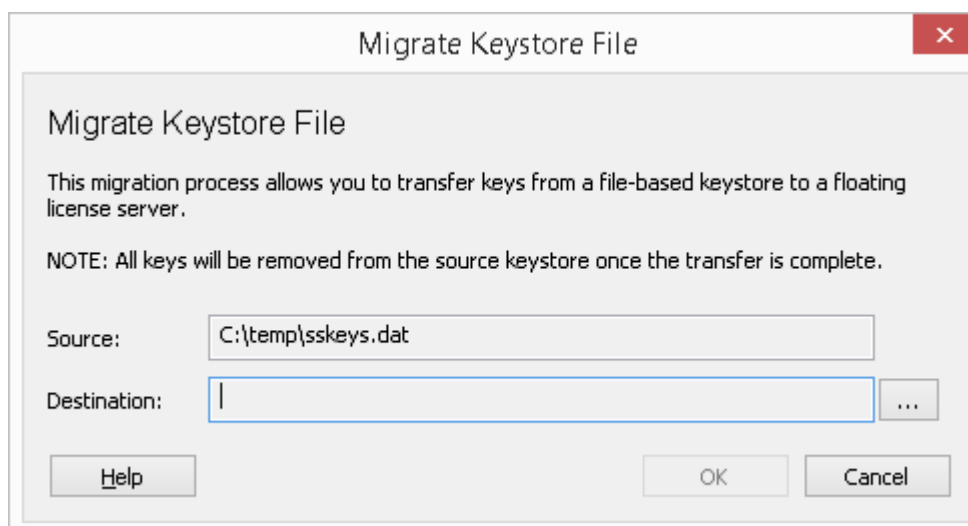 Migrate Keystore File
Migrate Keystore File
This migration process allows you to transfer keys from a file-based keystore to a floating
license server.
NOTE: All keys will be removed from the source keystore once the transfer is complete.
Source: C:\temp\sskeys.dat
Destination: ...
Help OK Cancel